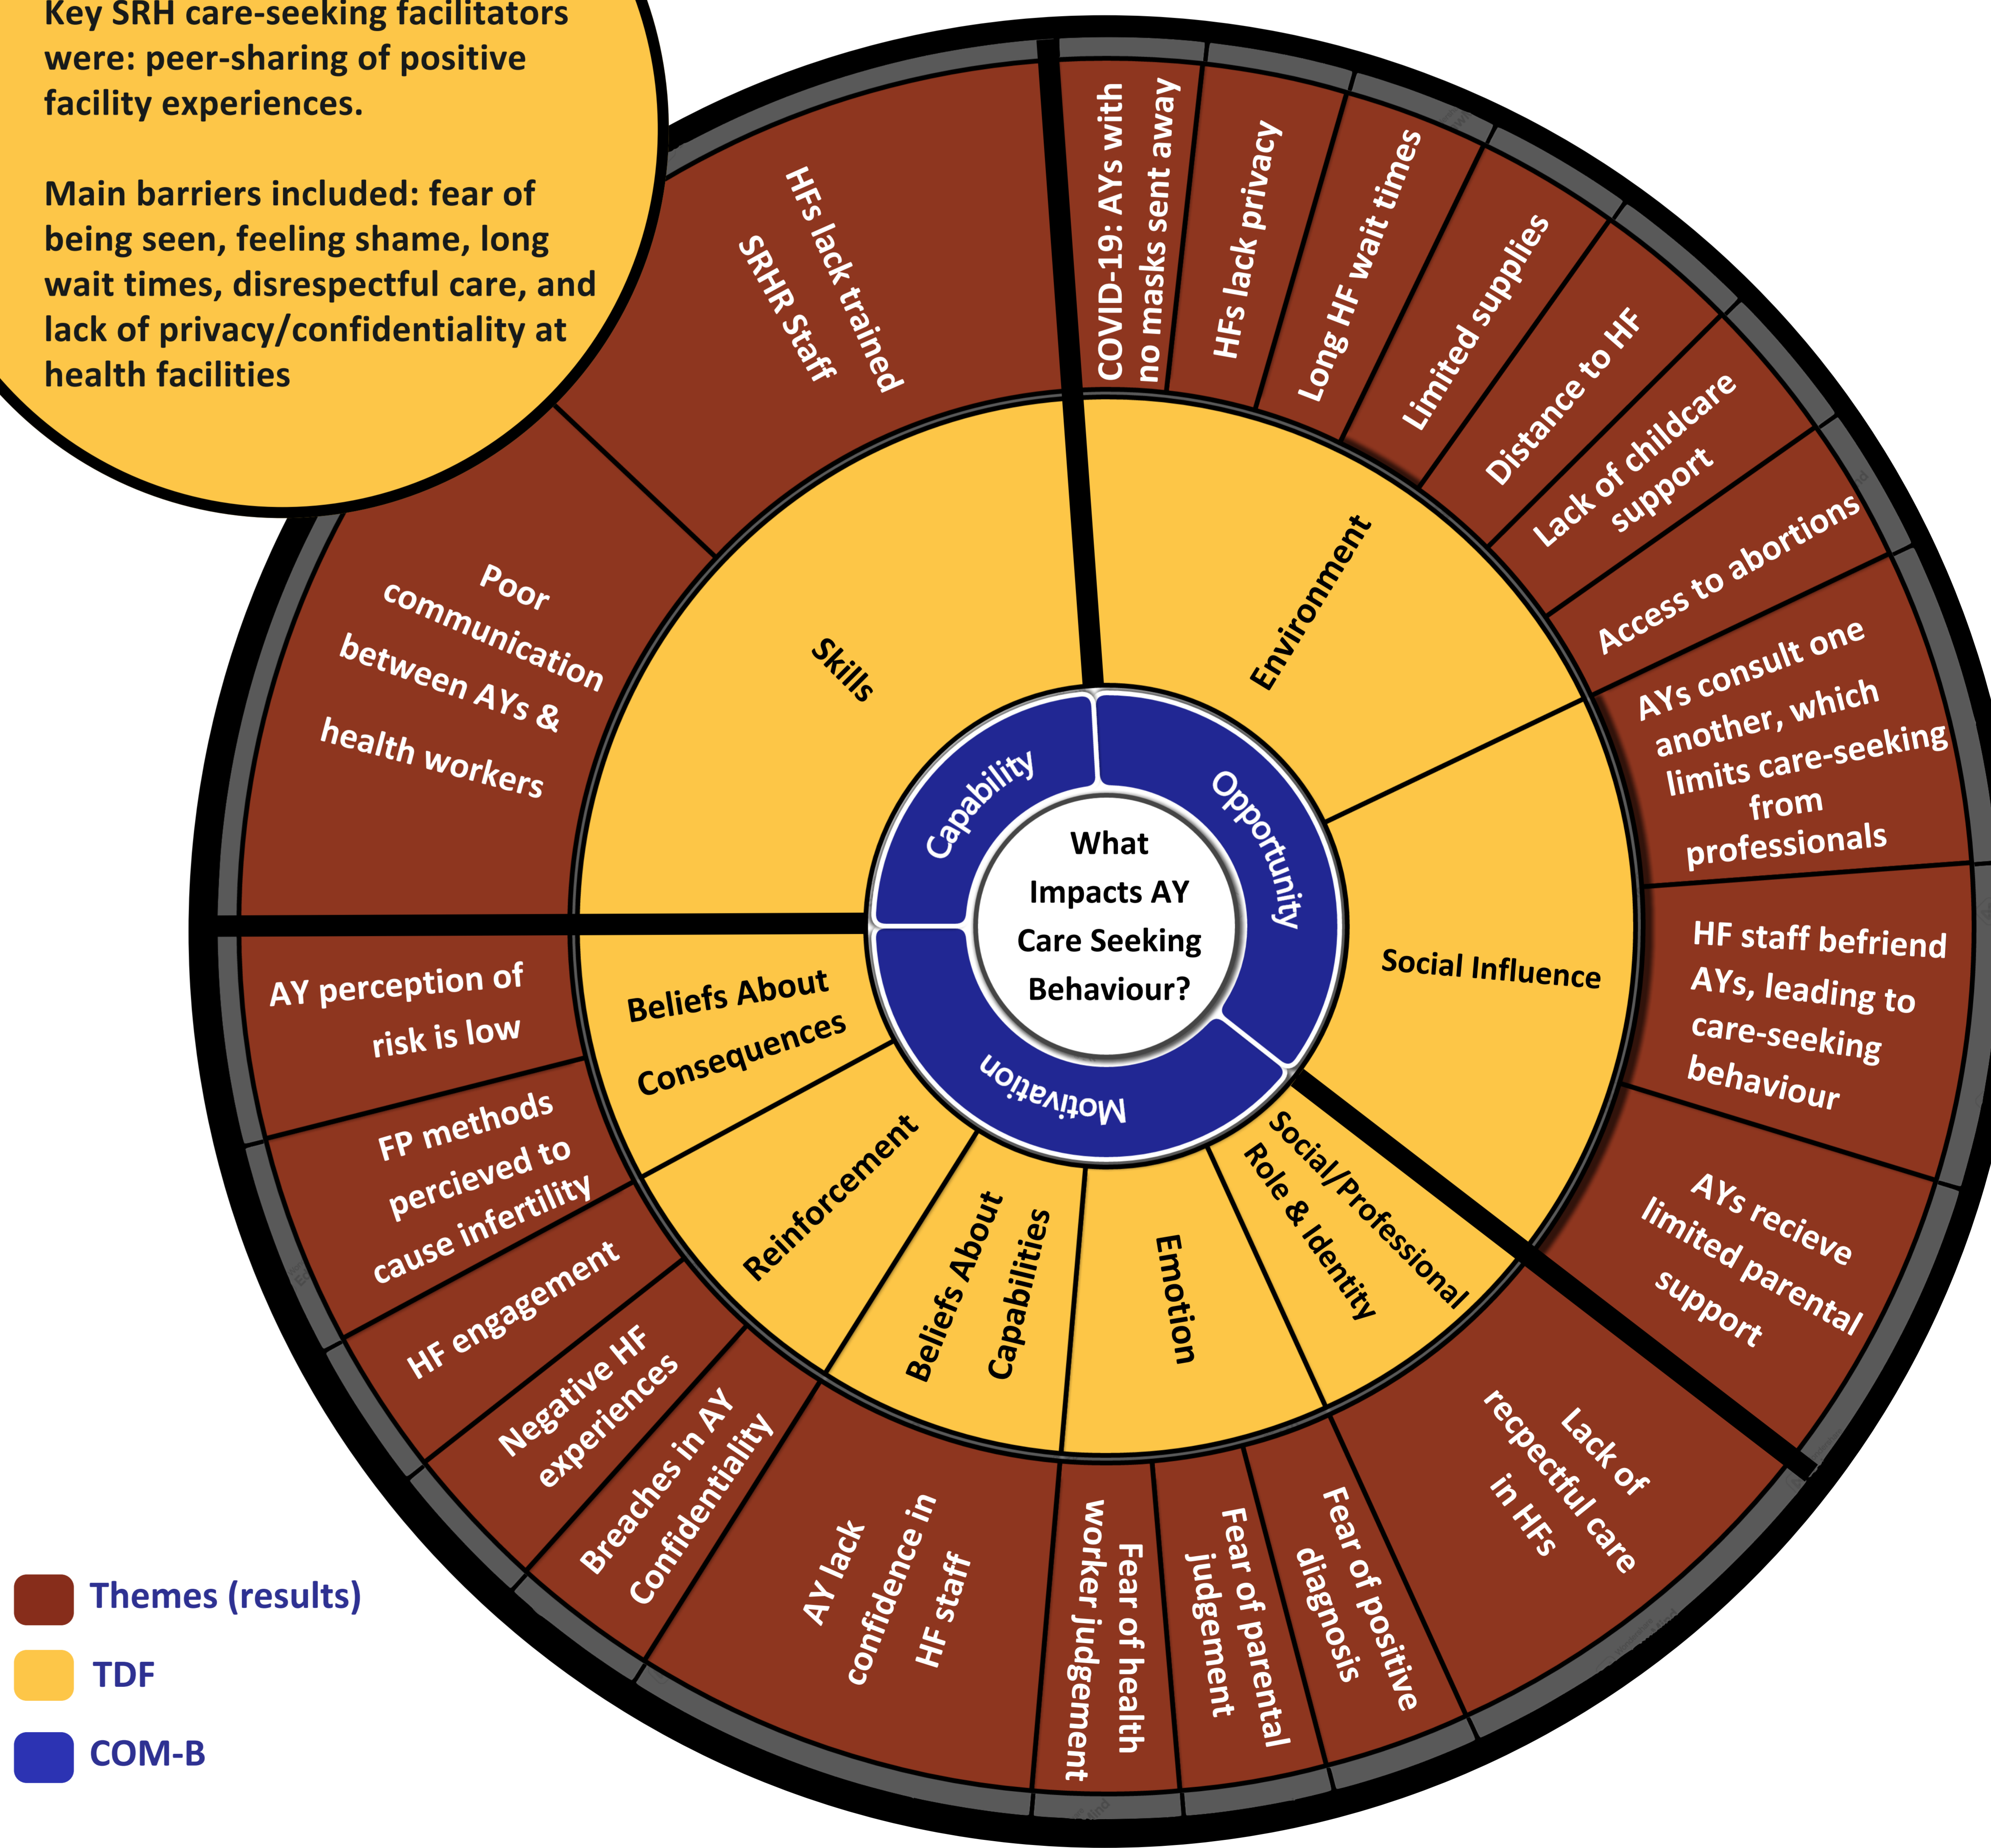 Key SRH care-seeking facilitators
were: peer-sharing of positive
facility experiences.
Main barriers included: fear of
being seen, feeling shame, long
wait times, disrespectful care, and
lack of privacy/confidentiality at
health facilities
What
Impacts AY
Care Seeking
Behaviour?
Capability
Opportunity
Motivation
Skills
Environment
Social Influence
Social/Professional
Role & Identity
Emotion
Beliefs About
Capabilities
Reinforcement
Beliefs About
Consequences
HFs lack trained
SRHR Staff
COVID-19: AYs with
no masks sent away
HFs lack privacy
Long HF wait times
Limited supplies
Distance to HF
Lack of childcare
support
Access to abortions
AYs consult one
another, which
limits care-seeking
from
professionals
HF staff befriend
AYs, leading to
care-seeking
behaviour
AYs recieve
limited parental
support
Lack of
recpectful care
in HFs
Fear of positive
diagnosis
Fear of parental
judgement
Fear of health
worker judgement
AY lack
confidence in
HF staff
Breaches in AY
Confidentiality
Negative HF
experiences
HF engagement
FP methods
percieved to
cause infertility
AY perception of
risk is low
Poor
communication
between AYs &
health workers
Themes (results)
TDF
COM-B